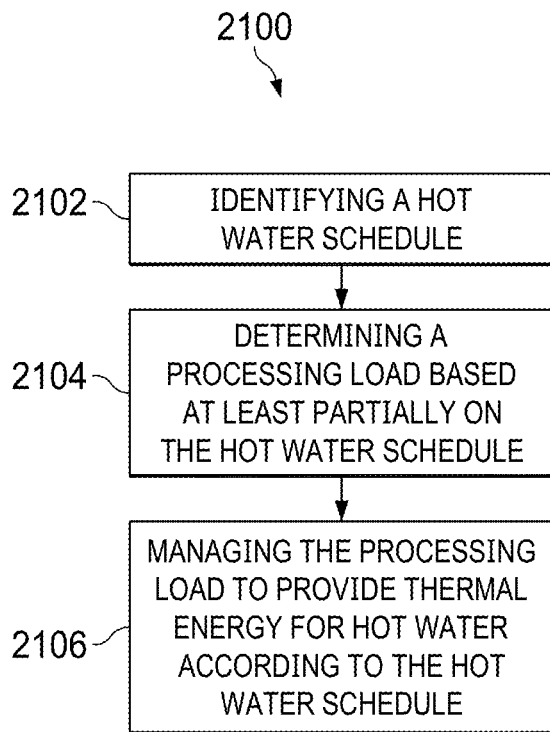 2100
2102
IDENTIFYING A HOT
WATER SCHEDULE
2104
DETERMINING A
PROCESSING LOAD BASED
AT LEAST PARTIALLY ON
THE HOT WATER SCHEDULE
2106
MANAGING THE PROCESSING
LOAD TO PROVIDE THERMAL
ENERGY FOR HOT WATER
ACCORDING TO THE HOT
WATER SCHEDULE